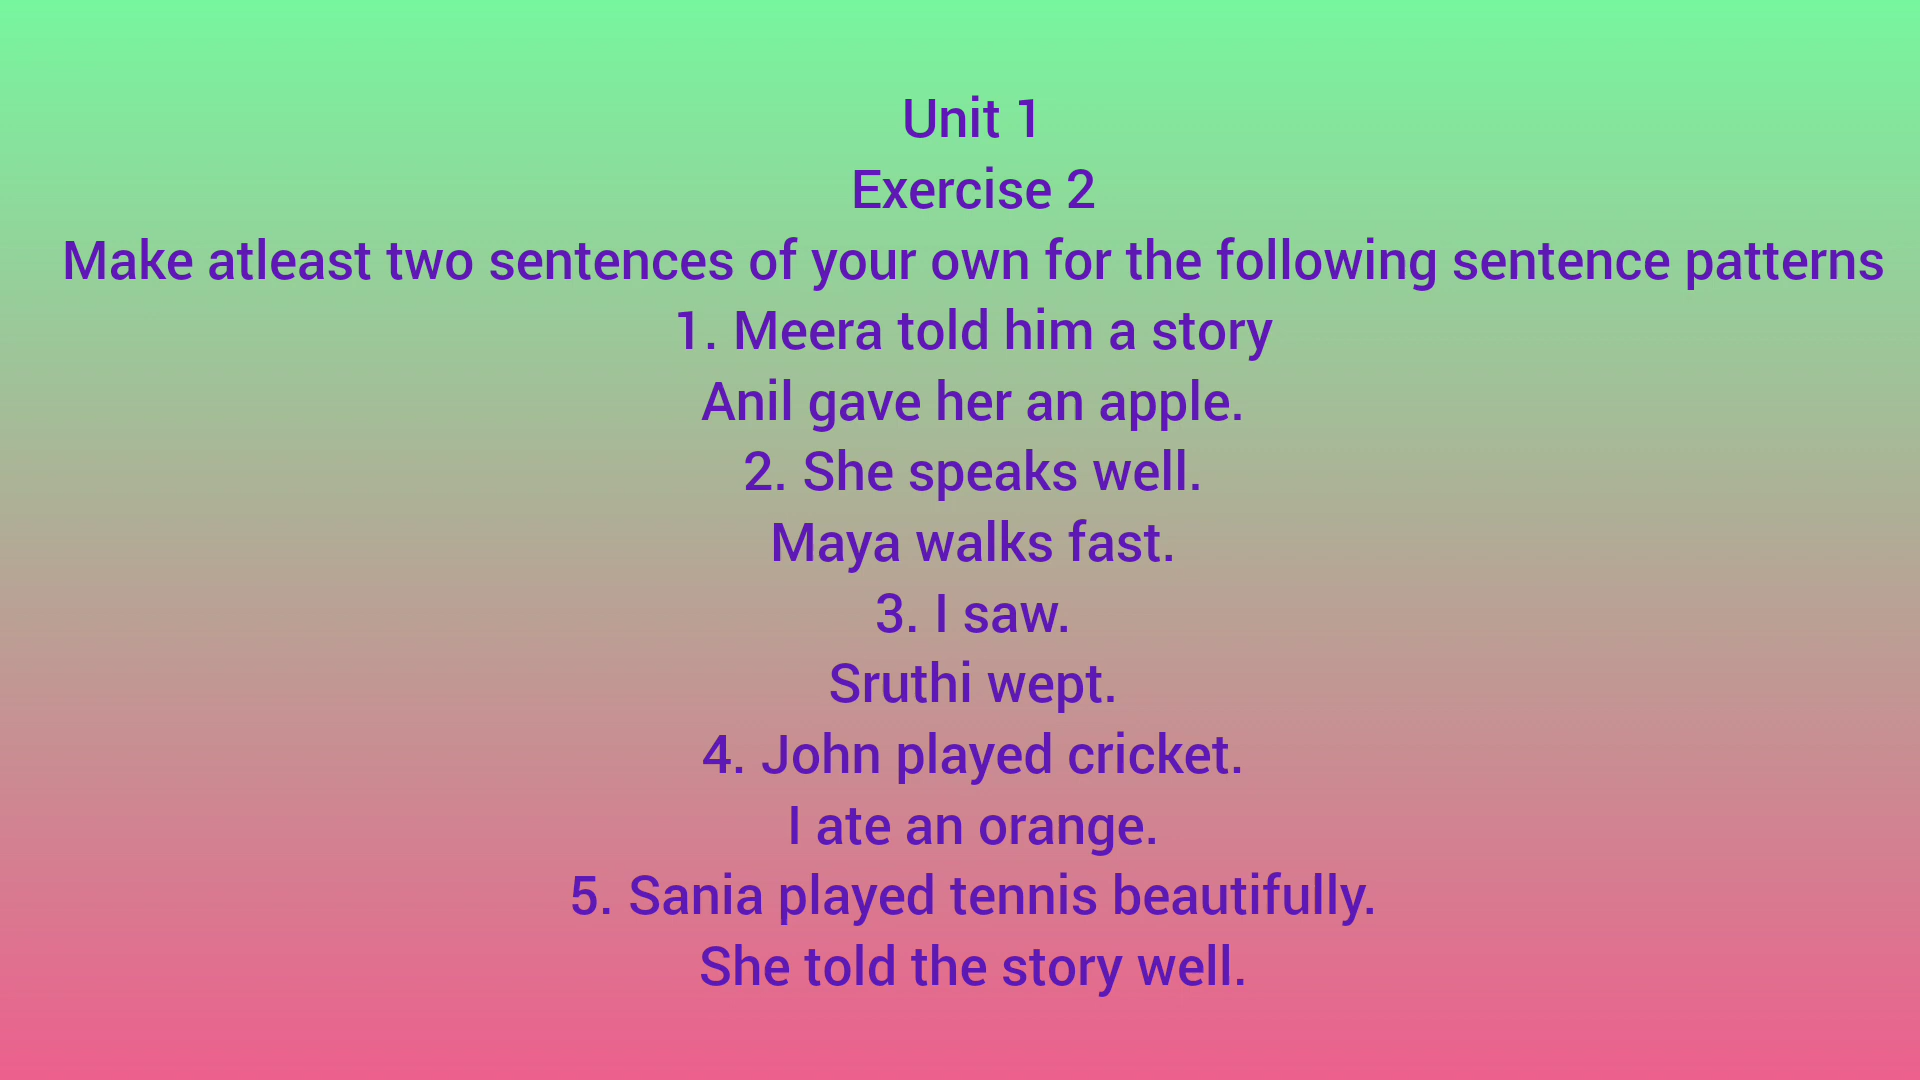 Unit 1
Exercise 2
Make atleast two sentences of your own for the following sentence patterns
1. Meera told him a story
Anil gave her an apple.
2. She speaks well.
Maya walks fast.
3. I saw.
Sruthi wept.
4. John played cricket.
I ate an orange.
5. Sania played tennis beautifully.
She told the story well.